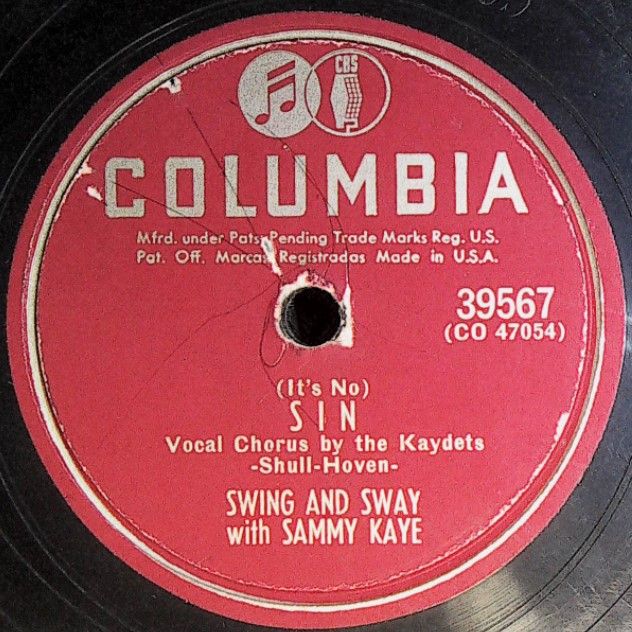 CBS
COLUMBIA
Mfrd. under Pats. Pending Trade Marks Reg. U.S.
Pat. Off. Marcas Registradas Made in U.S.A.
39567
(CO 47054)
(It's No)
SIN
Vocal Chorus by the Kaydets
-Shull-Hoven-
SWING AND SWAY
with SAMMY KAYE